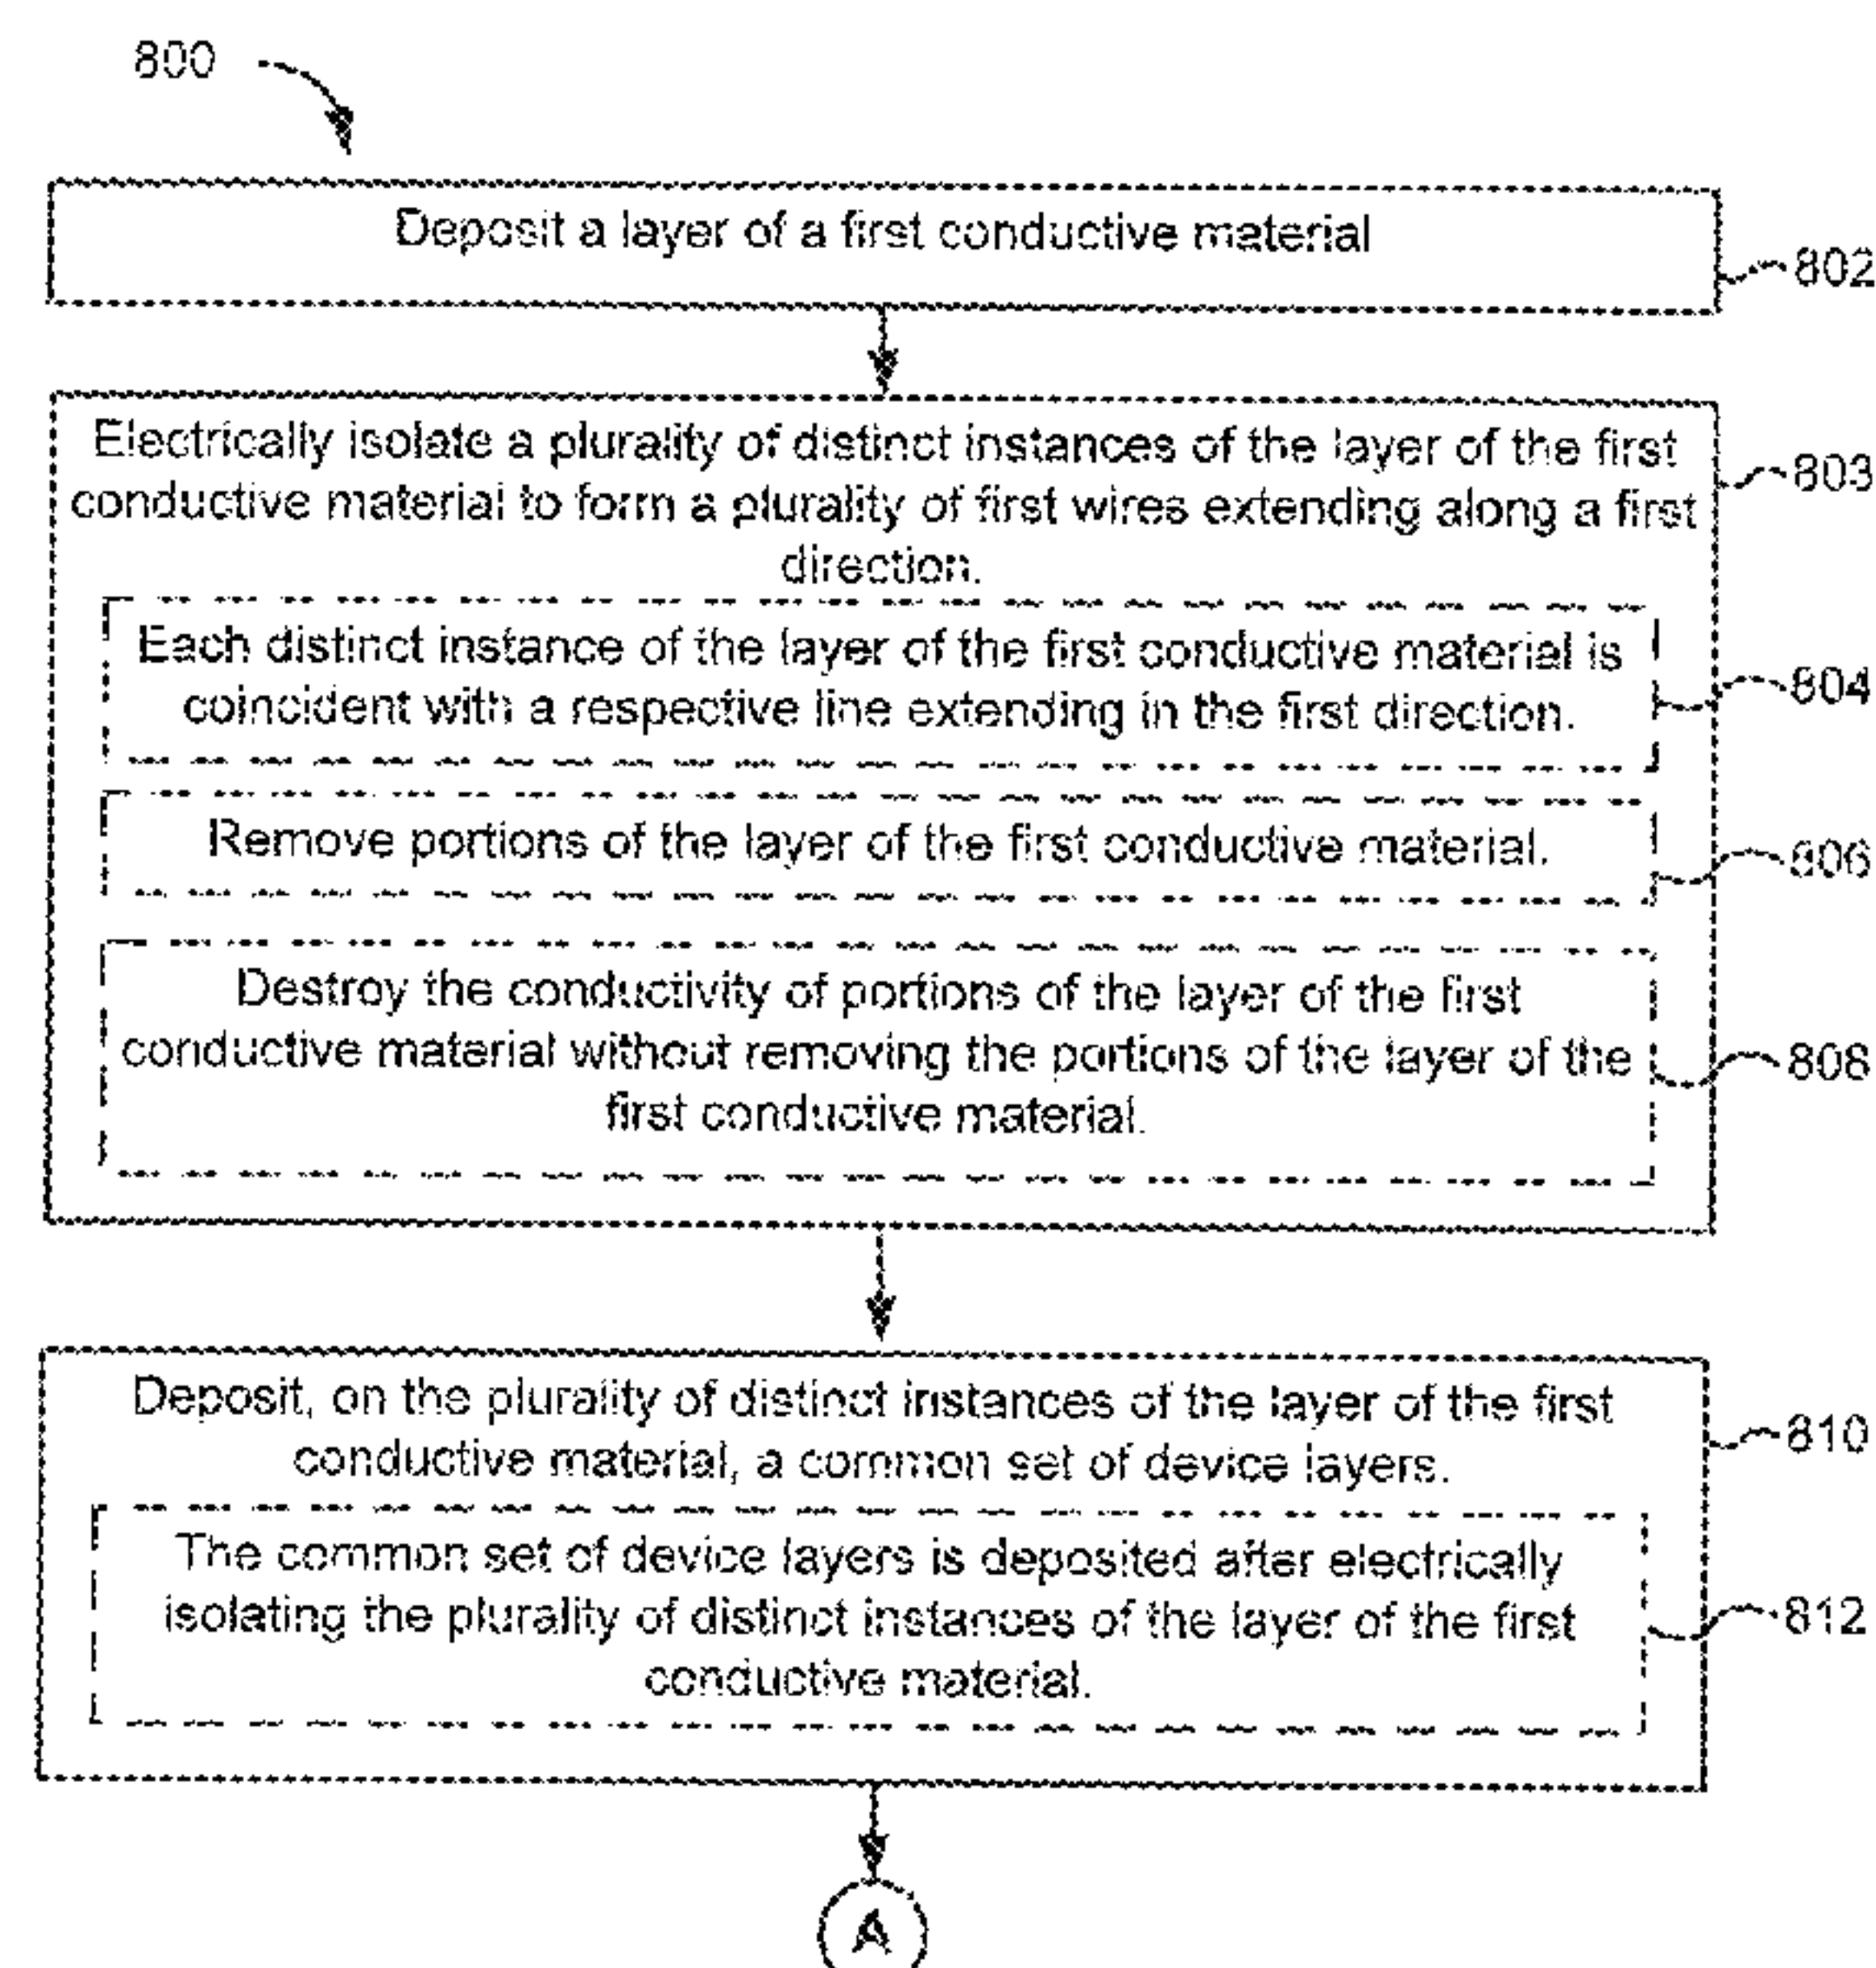 800
Deposit a layer of a first conductive material
802
Electrically isolate a plurality of distinct instances of the layer of the first
conductive material to form a plurality of first wires extending along a first
direction.
803
Each distinct instance of the layer of the first conductive material is
coincident with a respective line extending in the first direction.
804
Remove portions of the layer of the first conductive material.
806
Destroy the conductivity of portions of the layer of the first
conductive material without removing the portions of the layer of the
first conductive material.
808
Deposit, on the plurality of distinct instances of the layer of the first
conductive material, a common set of device layers.
810
The common set of device layers is deposited after electrically
isolating the plurality of distinct instances of the layer of the first
conductive material.
812
A